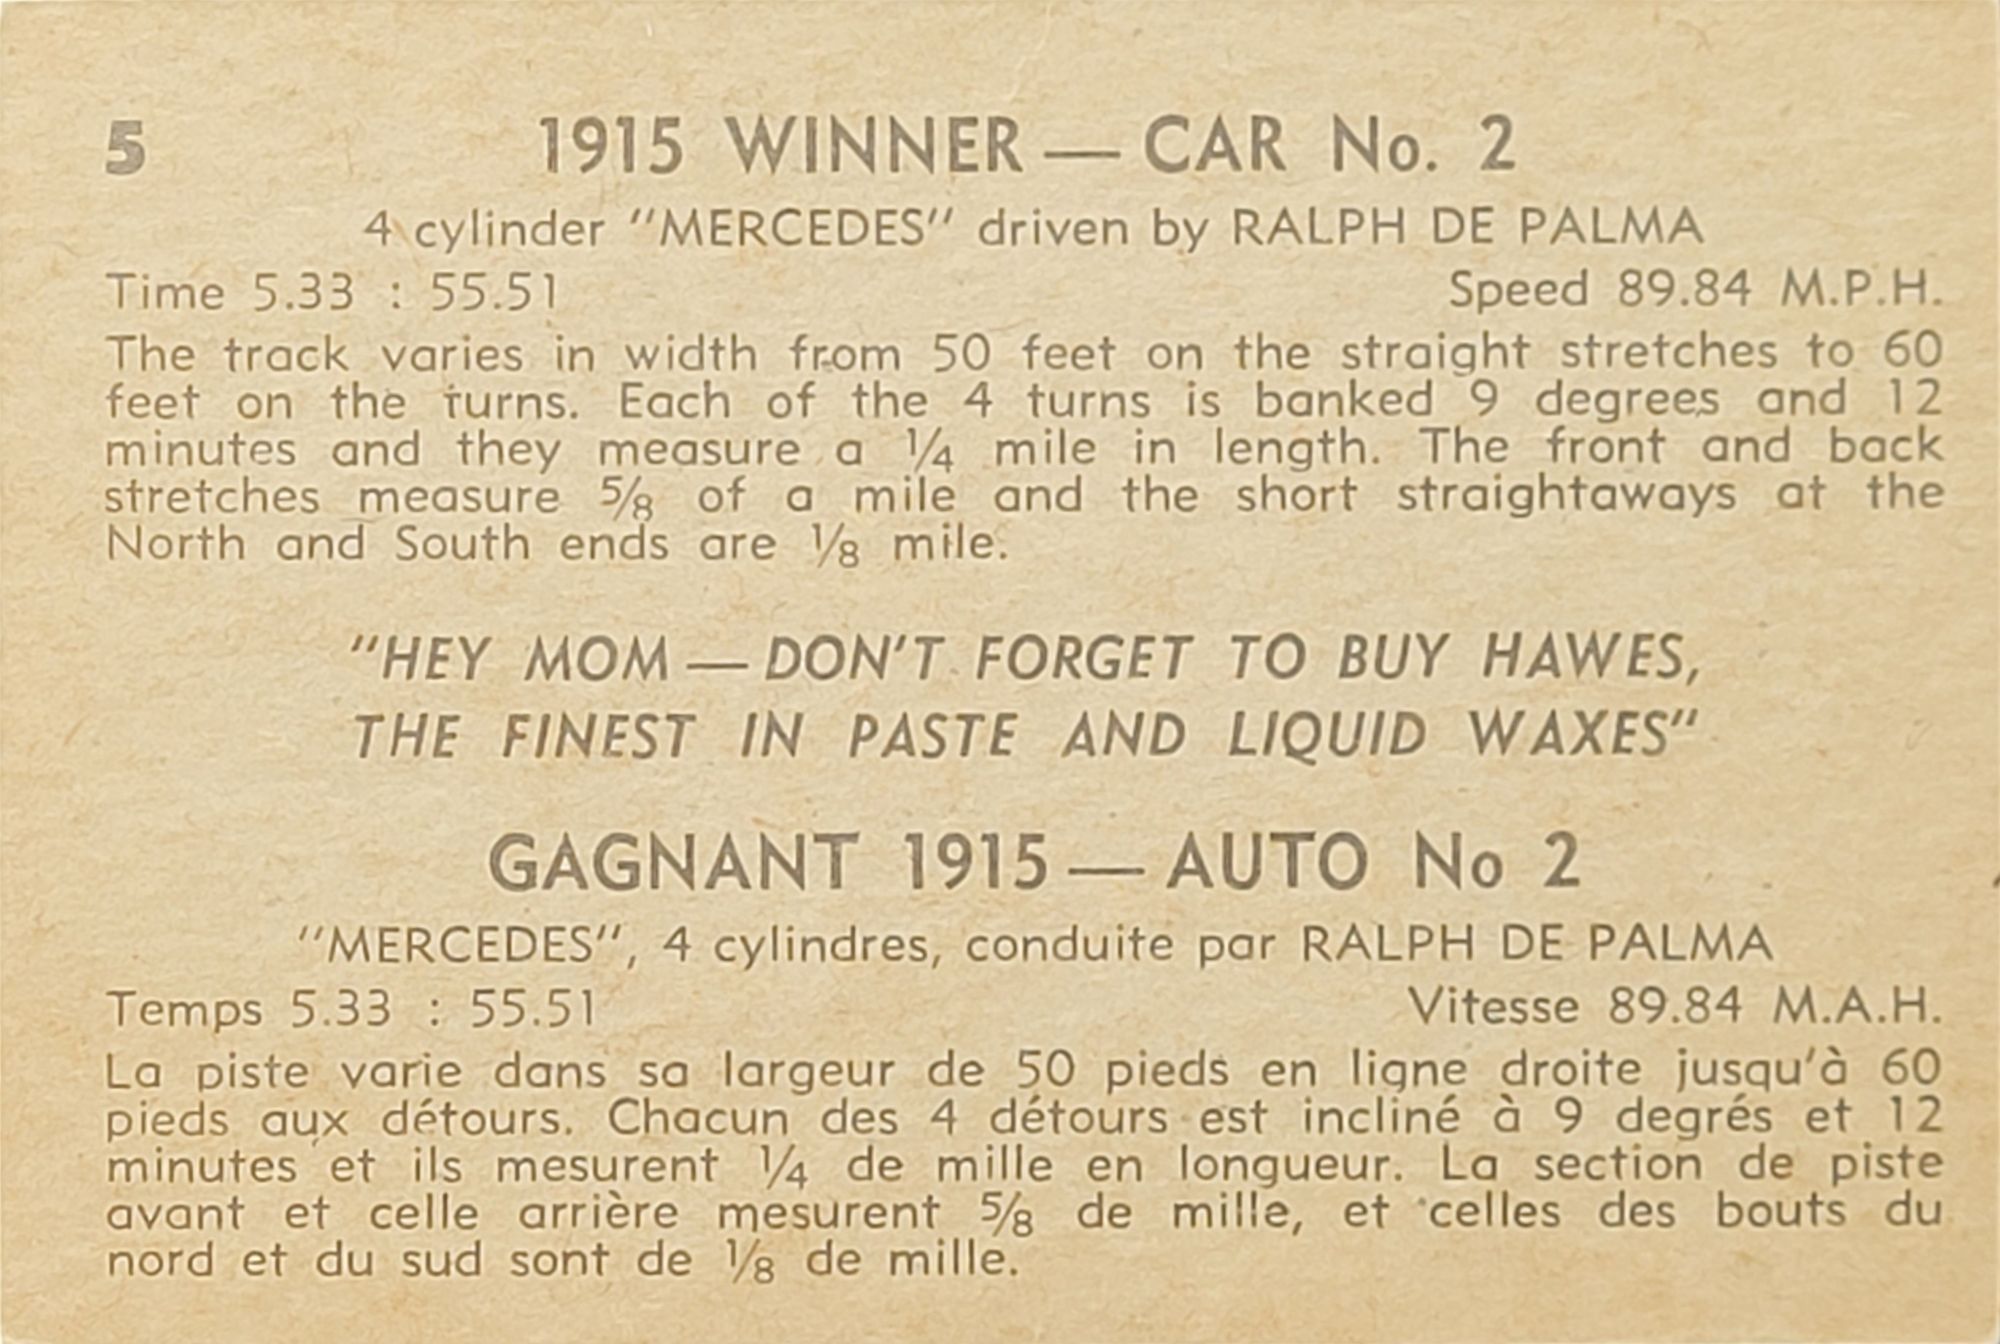 5 1915 WINNER — CAR No. 2
4 cylinder "MERCEDES" driven by RALPH DE PALMA
Time 5.33 : 55.51 Speed 89.84 M.P.H.
The track varies in width from 50 feet on the straight stretches to 60
feet on the turns. Each of the 4 turns is banked 9 degrees and 12
minutes and they measure a ¼ mile in length. The front and back
stretches measure ⅝ of a mile and the short straightaways at the
North and South ends are ⅛ mile.
"HEY MOM — DON'T FORGET TO BUY HAWES,
THE FINEST IN PASTE AND LIQUID WAXES"
GAGNANT 1915 — AUTO No 2
"MERCEDES", 4 cylindres, conduite par RALPH DE PALMA
Temps 5.33 : 55.51 Vitesse 89.84 M.A.H.
La piste varie dans sa largeur de 50 pieds en ligne droite jusqu'à 60
pieds aux détours. Chacun des 4 détours est incliné à 9 degrés et 12
minutes et ils mesurent ¼ de mille en longueur. La section de piste
avant et celle arrière mesurent ⅝ de mille, et celles des bouts du
nord et du sud sont de ⅛ de mille.